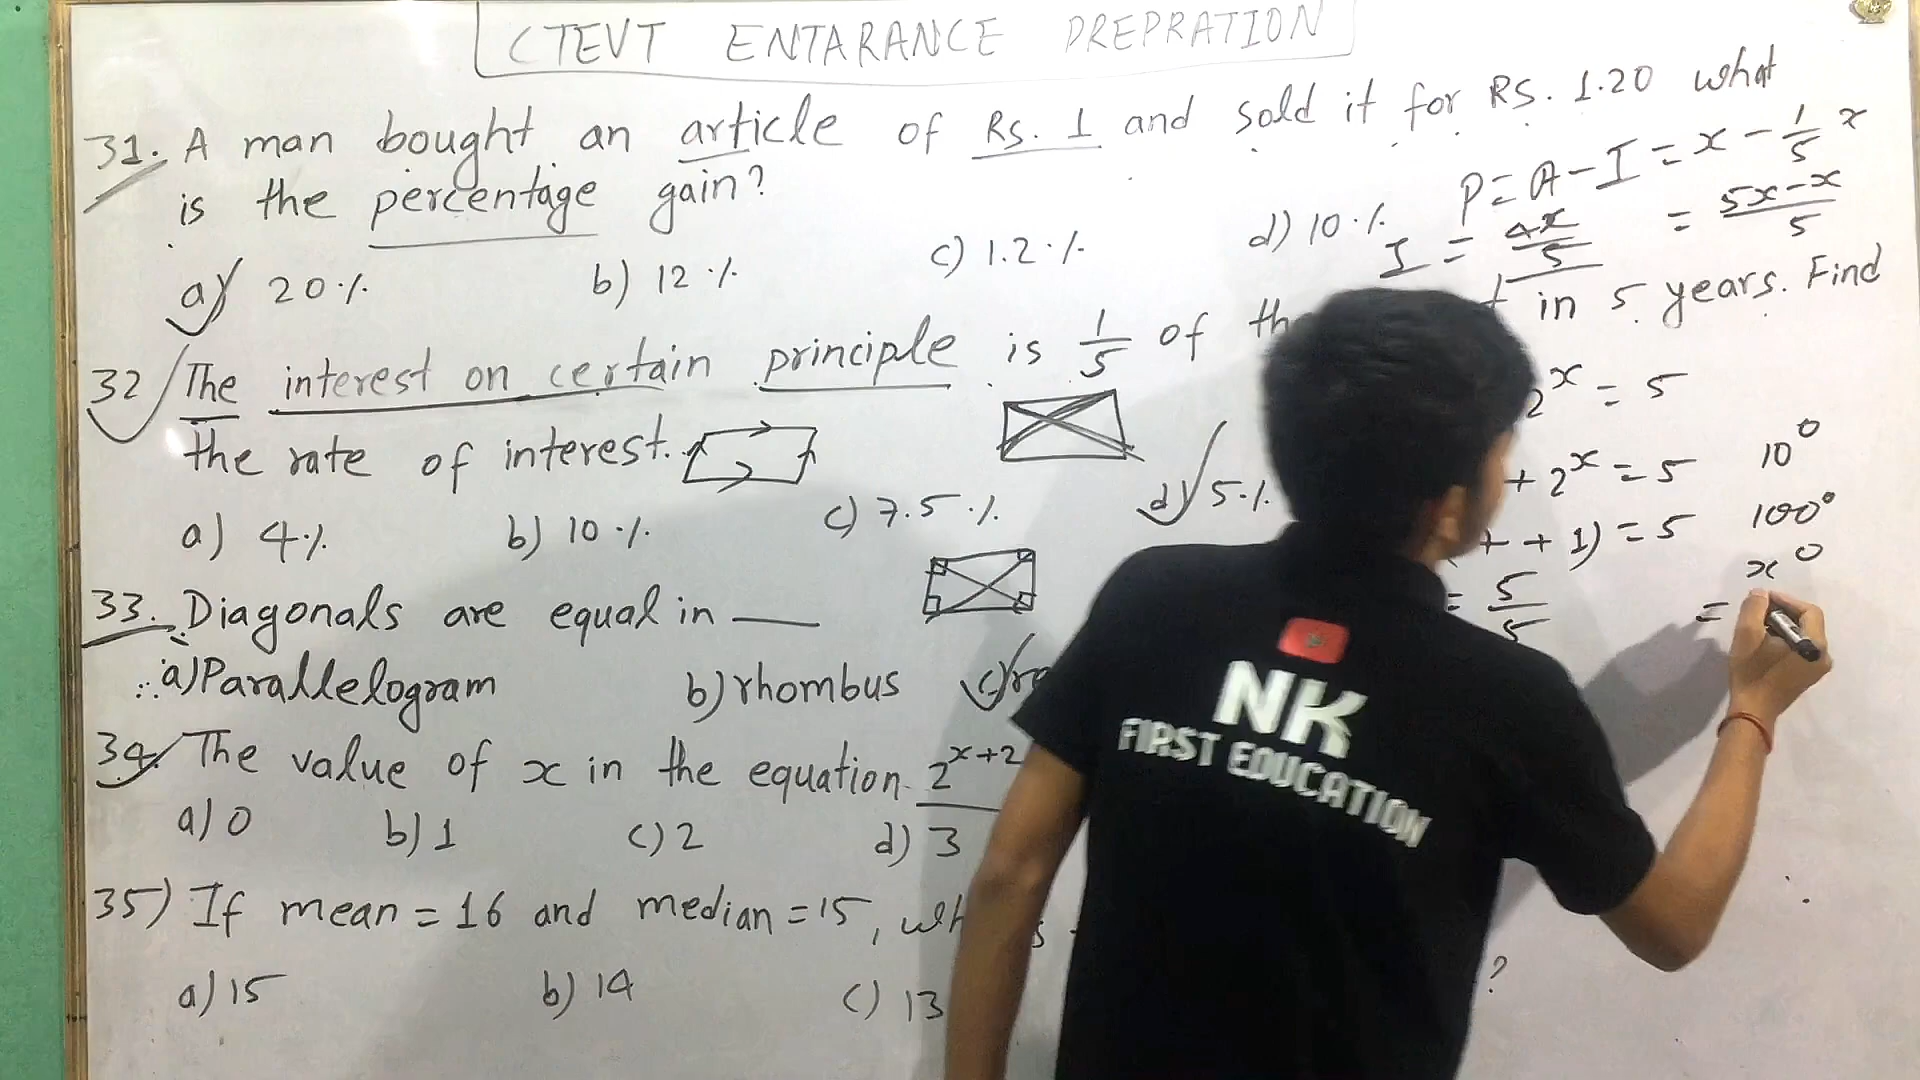 CTEVT ENTARANCE PREPRATION
31. A man bought an article of Rs. 1 and sold it for RS. 1.20 what
is the percentage gain?
a) 20% b) 12% c) 1.2% d) 10%
P = A - I = x - 1/5 x
I = 4x/5 = 5x-x/5
32 The interest on certain principle is 1/5 of in 5 years. Find
the rate of interest.
a) 4% b) 10% c) 7.5% d) 5%
33. Diagonals are equal in ___
a) Parallelogram b) rhombus c)
34. The value of x in the equation 2^x+2
a) 0 b) 1 c) 2 d) 3
35) If mean = 16 and median = 15,
a) 15 b) 14 c) 13
?
2^x = 5
+ 2^x = 5
+ 1) = 5
= 5/5
10^0
100^0
x^0
=
NK
FIRST EDUCATION